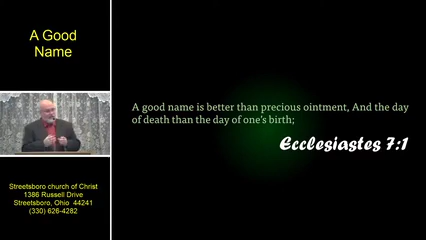 A Good
Name
A good name is better than precious ointment, And the day
of death than the day of one's birth;
Ecclesiastes 7:1
Streetsboro church of Christ
1386 Russell Drive
Streetsboro, Ohio 44241
(330) 626-4282